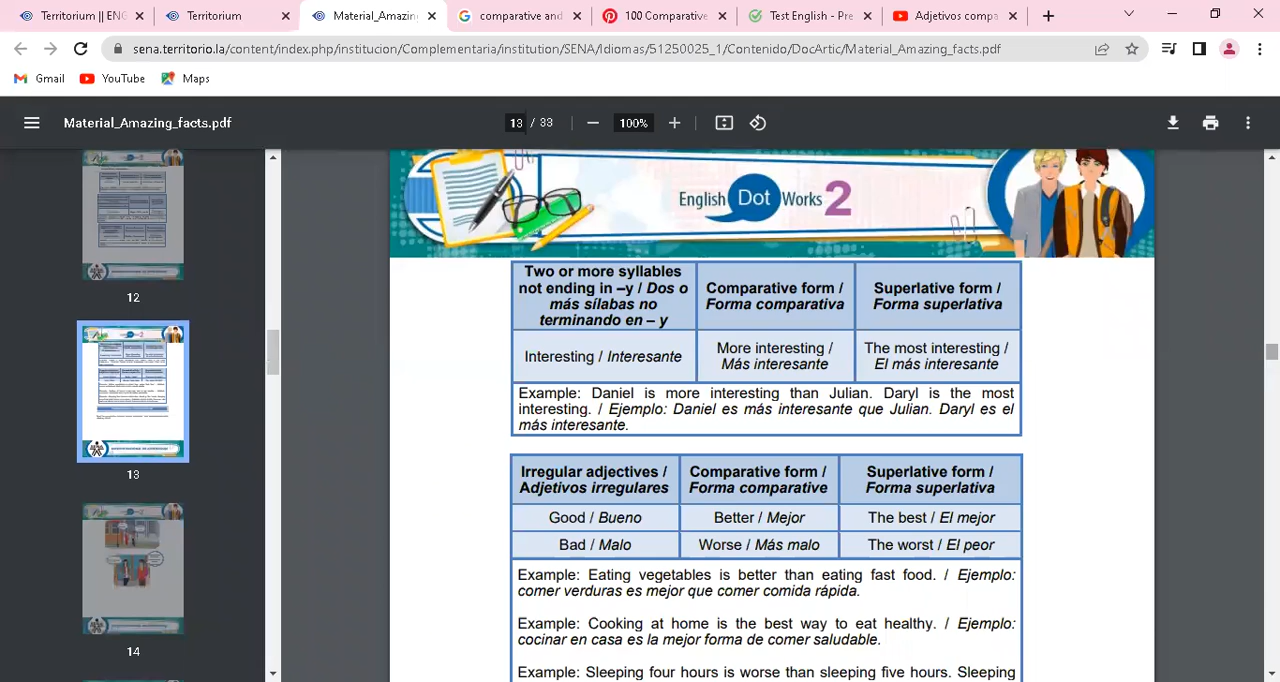 Territorium || ENG
Territorium
Material_Amazin
comparative and
100 Comparative
Test English - Pre
Adjetivos compa
sena.territorio.la/content/index.php/institucion/Complementaria/institution/SENA/Idiomas/51250025_1/Contenido/DocArtic/Material_Amazing_facts.pdf
Gmail YouTube Maps
Material_Amazing_facts.pdf
13 / 33
100%
12
13
14
English Dot Works 2
Two or more syllables
not ending in –y / Dos o
más sílabas no
terminando en – y
Comparative form /
Forma comparativa
Superlative form /
Forma superlativa
Interesting / Interesante
More interesting /
Más interesante
The most interesting /
El más interesante
Example: Daniel is more interesting than Julian. Daryl is the most
interesting. / Ejemplo: Daniel es más interesante que Julian. Daryl es el
más interesante.
Irregular adjectives /
Adjetivos irregulares
Comparative form /
Forma comparative
Superlative form /
Forma superlativa
Good / Bueno
Better / Mejor
The best / El mejor
Bad / Malo
Worse / Más malo
The worst / El peor
Example: Eating vegetables is better than eating fast food. / Ejemplo:
comer verduras es mejor que comer comida rápida.
Example: Cooking at home is the best way to eat healthy. / Ejemplo:
cocinar en casa es la mejor forma de comer saludable.
Example: Sleeping four hours is worse than sleeping five hours. Sleeping